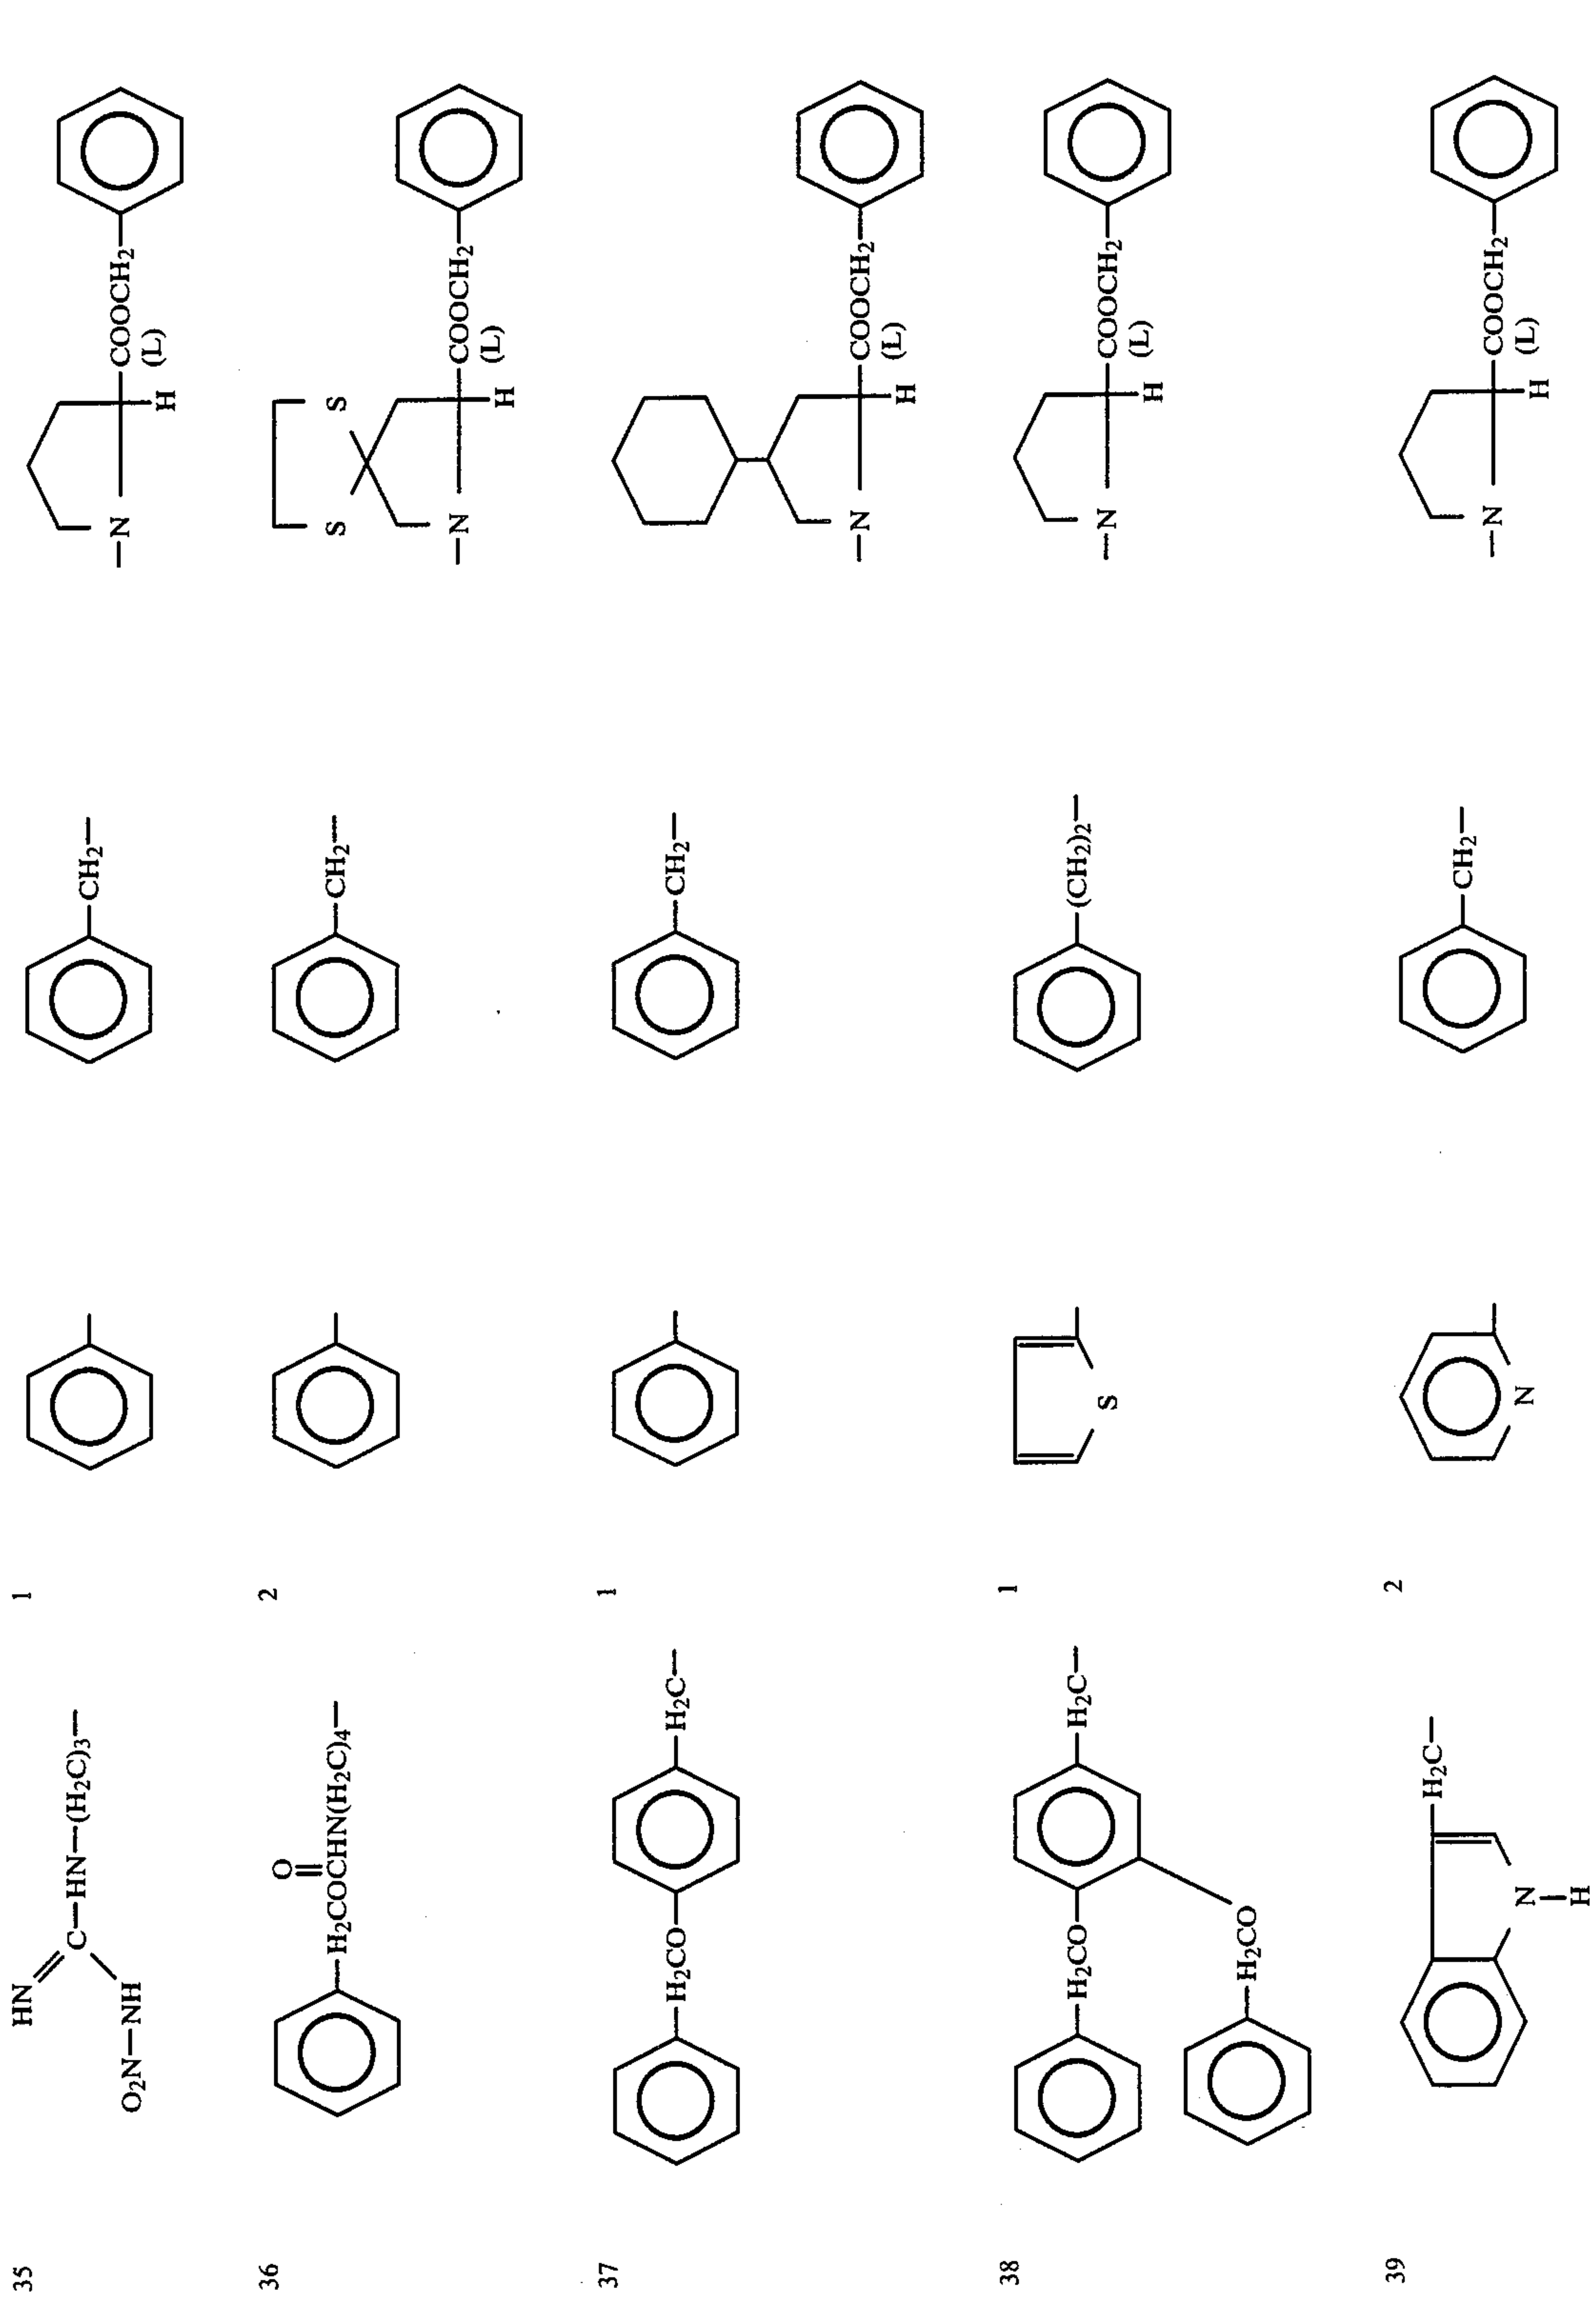 35
HN
O₂N—NH
C—HN—(H₂C)₃—
1
CH₂—
—N
H
COOCH₂
(L)
36
H₂COCHN(H₂C)₄—
O
2
CH₂—
S
S
—N
H
COOCH₂
(L)
37
H₂CO
H₂C—
1
CH₂—
—N
H
COOCH₂
(L)
38
H₂CO
H₂CO
H₂C—
1
S
(CH₂)₂—
—N
H
COOCH₂
(L)
39
N
H
H₂C—
2
N
CH₂—
—N
H
COOCH₂
(L)